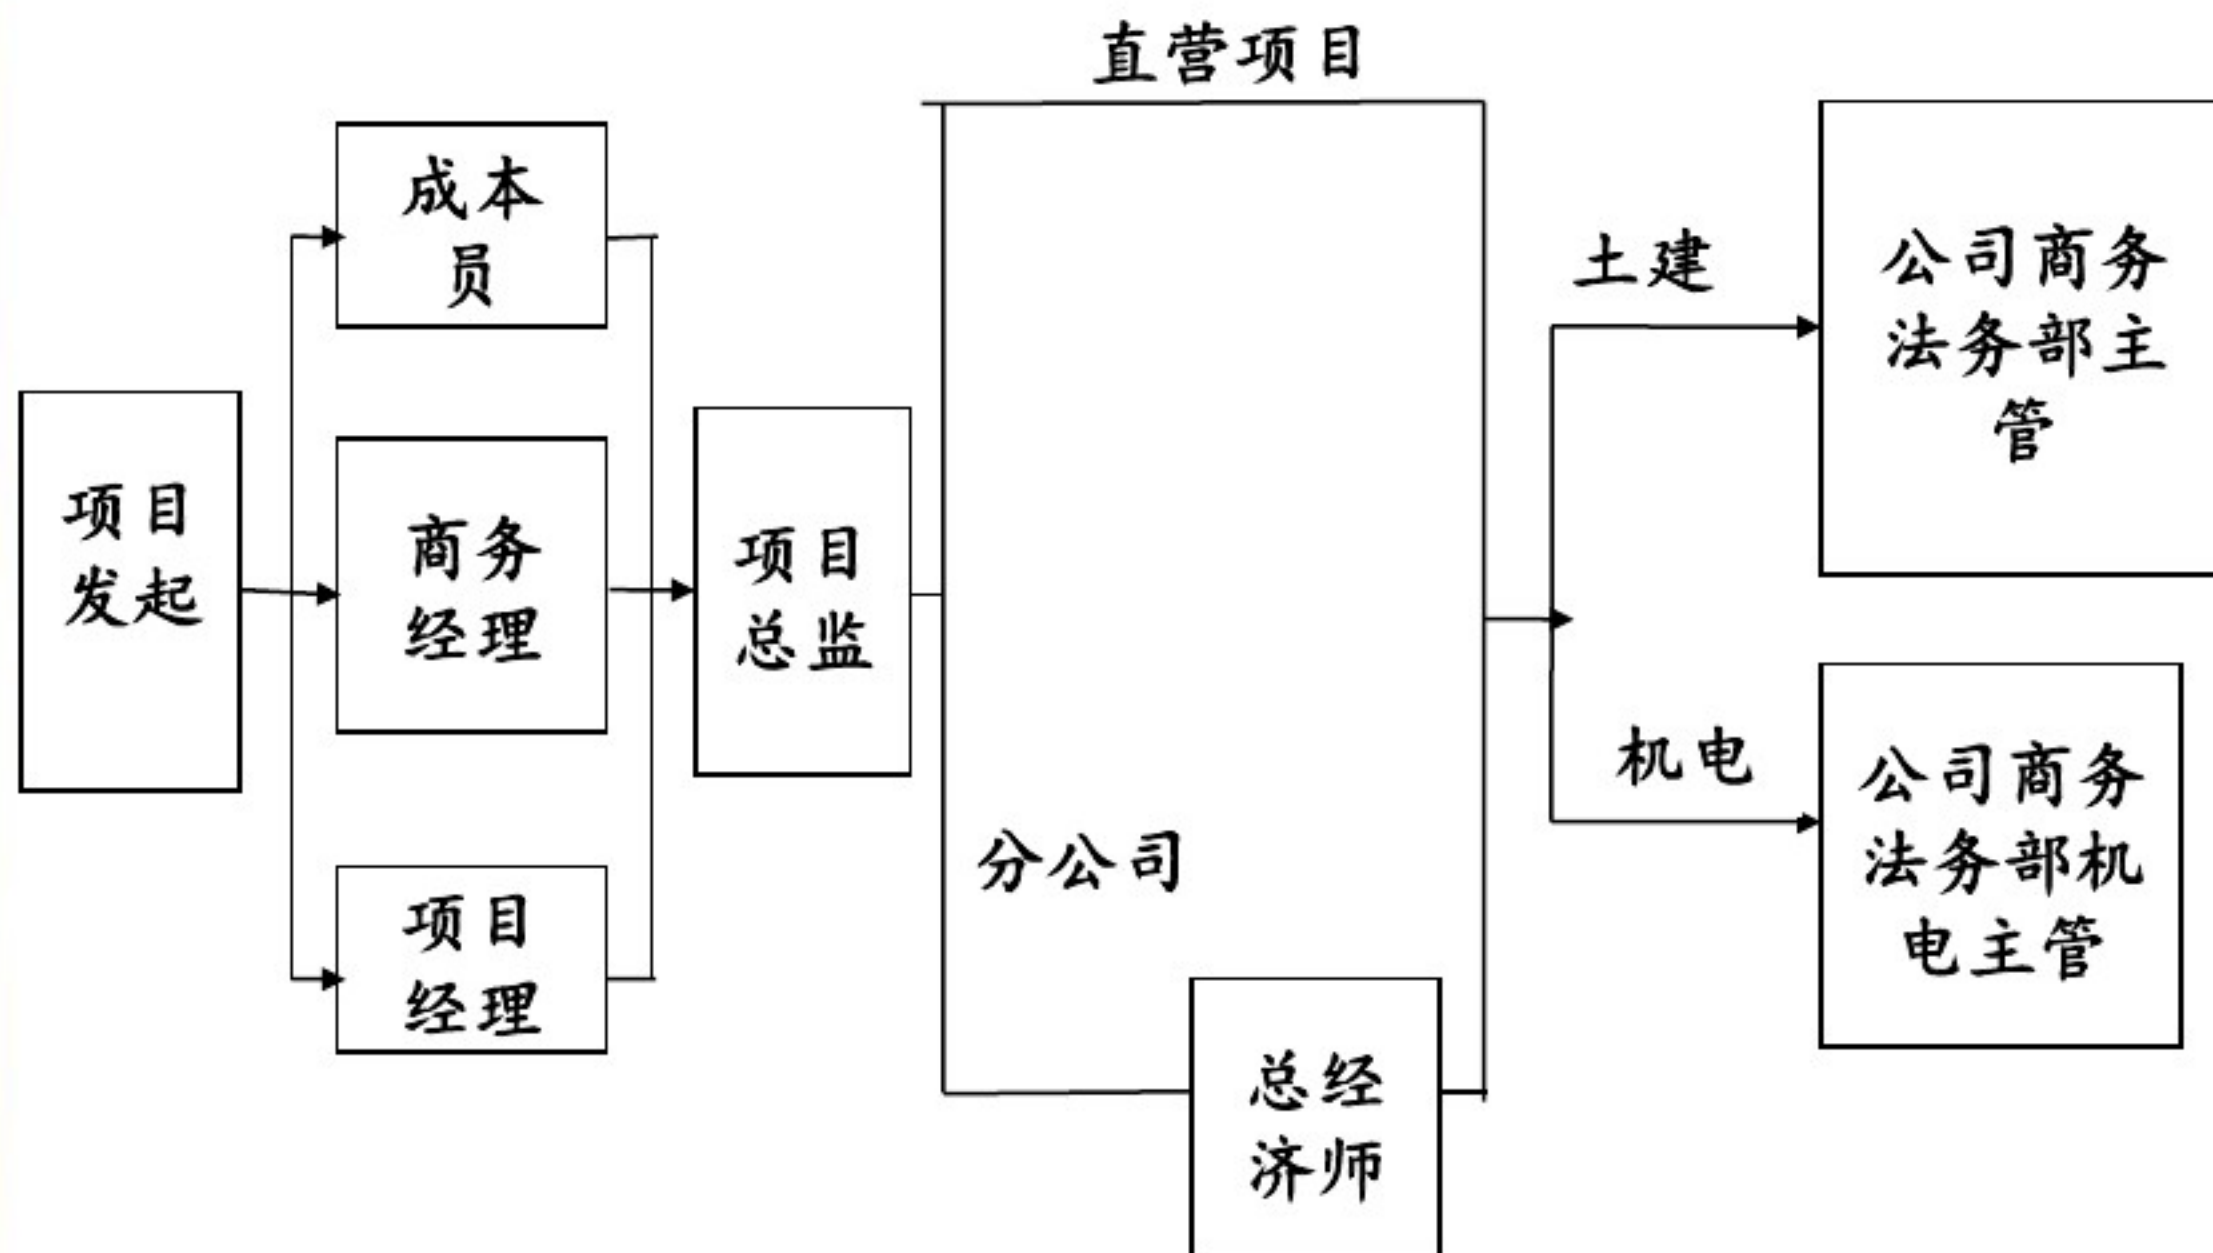 直营项目
成本
员
土建
公司商务
法务部主
管
项目
发起
商务
经理
项目
总监
机电
公司商务
法务部机
电主管
分公司
项目
经理
总经
济师